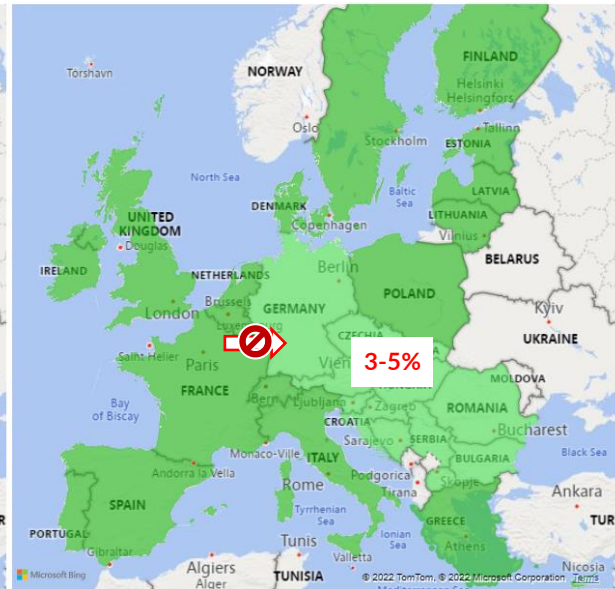 FINLAND
Tórshavn
NORWAY
Helsinki
Helsingfors
Oslo
Tallinn
Stockholm
ESTONIA
North Sea
Baltic
Sea
LATVIA
DENMARK
Copenhagen
LITHUANIA
Vilnius
UNITED
KINGDOM
Douglas
BELARUS
IRELAND
NETHERLANDS
Berlin
POLAND
Brussels
GERMANY
London
Kyiv
UKRAINE
Saint Helier
Paris
3-5%
MOLDOVA
FRANCE
Bern
Ljubljana
Zagreb
ROMANIA
Bay
of Biscay
CROATIA
Bucharest
Sarajevo
SERBIA
Black Sea
Monaco-Ville
ITALY
BULGARIA
Andorra la Vella
Podgorica
Skopje
Rome
Tirana
Ankara
SPAIN
Tyrrhenian
Sea
TUR
PORTUGAL
Ionian
Sea
GREECE
Athens
Gibraltar
Tunis
Valletta
Nicosia
Algiers
Alger
TUNISIA
Microsoft Bing
© 2022 TomTom, © 2022 Microsoft Corporation Terms